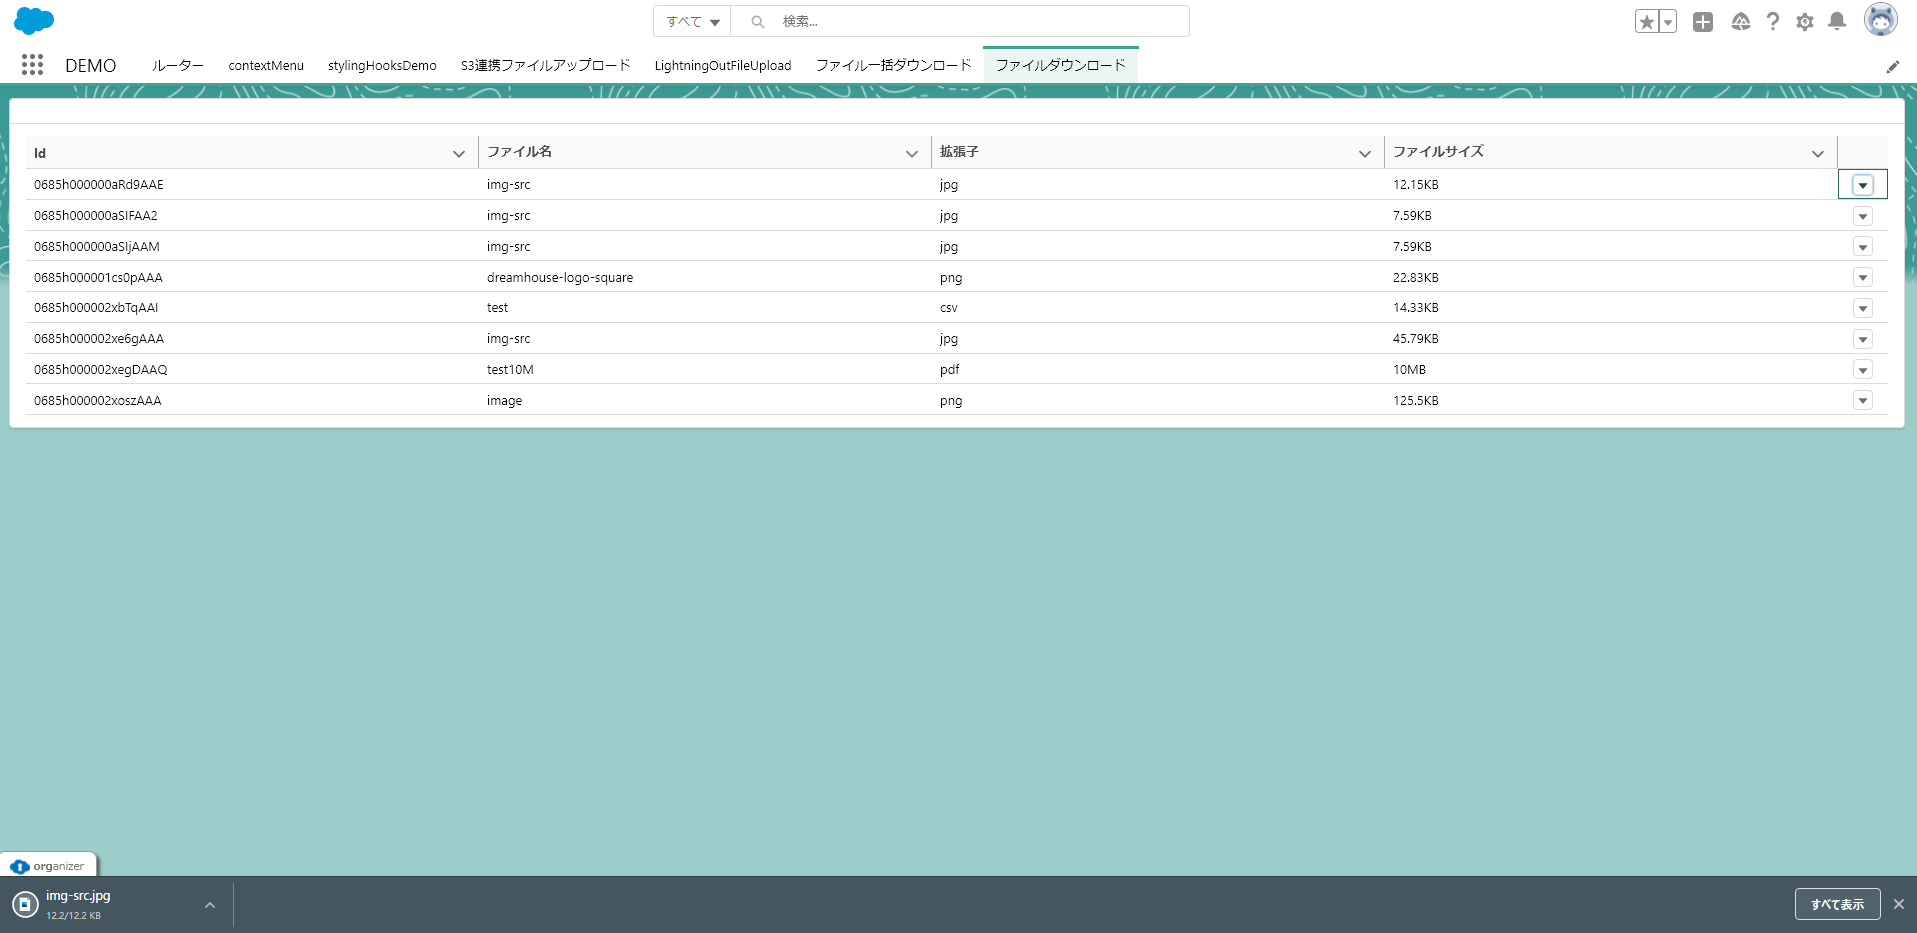 すべて 検索...
DEMO ルーター contextMenu stylingHooksDemo S3連携ファイルアップロード LightningOutFileUpload ファイル一括ダウンロード ファイルダウンロード
Id ファイル名 拡張子 ファイルサイズ
0685h000000aRd9AAE img-src jpg 12.15KB
0685h000000aSIFAA2 img-src jpg 7.59KB
0685h000000aSIjAAM img-src jpg 7.59KB
0685h000001cs0pAAA dreamhouse-logo-square png 22.83KB
0685h000002xbTqAAI test csv 14.33KB
0685h000002xe6gAAA img-src jpg 45.79KB
0685h000002xegDAAQ test10M pdf 10MB
0685h000002xoszAAA image png 125.5KB
organizer
img-src.jpg
12.2/12.2 KB
すべて表示